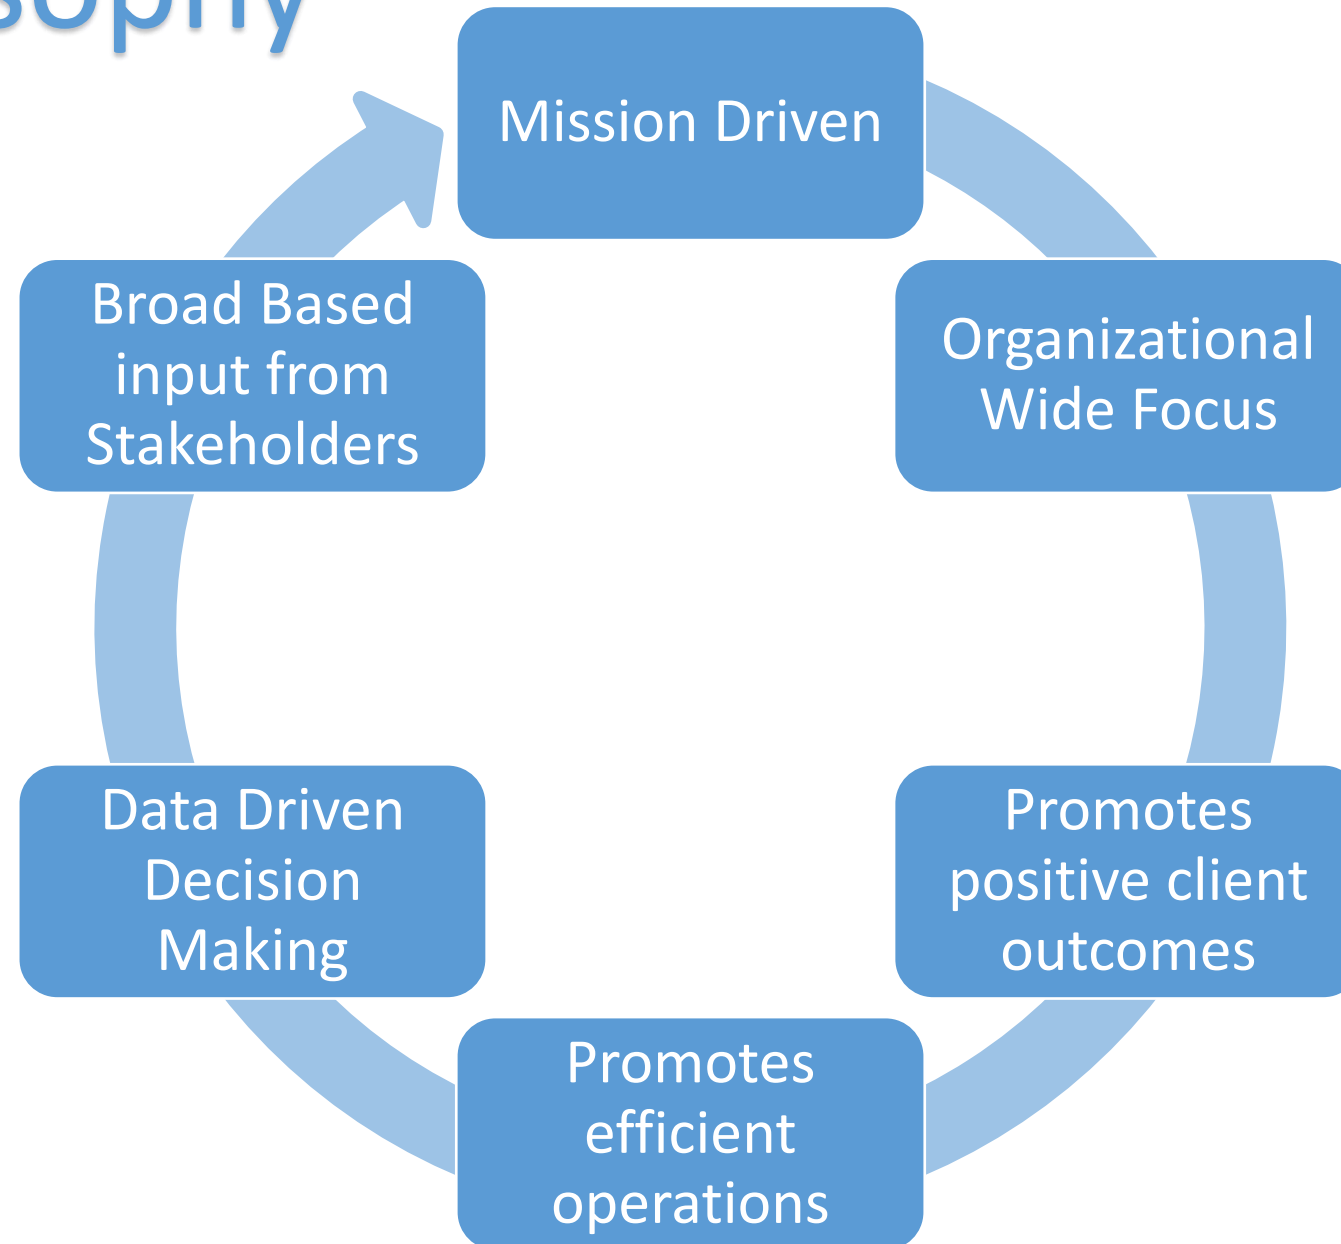 Mission Driven
Organizational
Wide Focus
Promotes
positive client
outcomes
Promotes
efficient
operations
Data Driven
Decision
Making
Broad Based
input from
Stakeholders